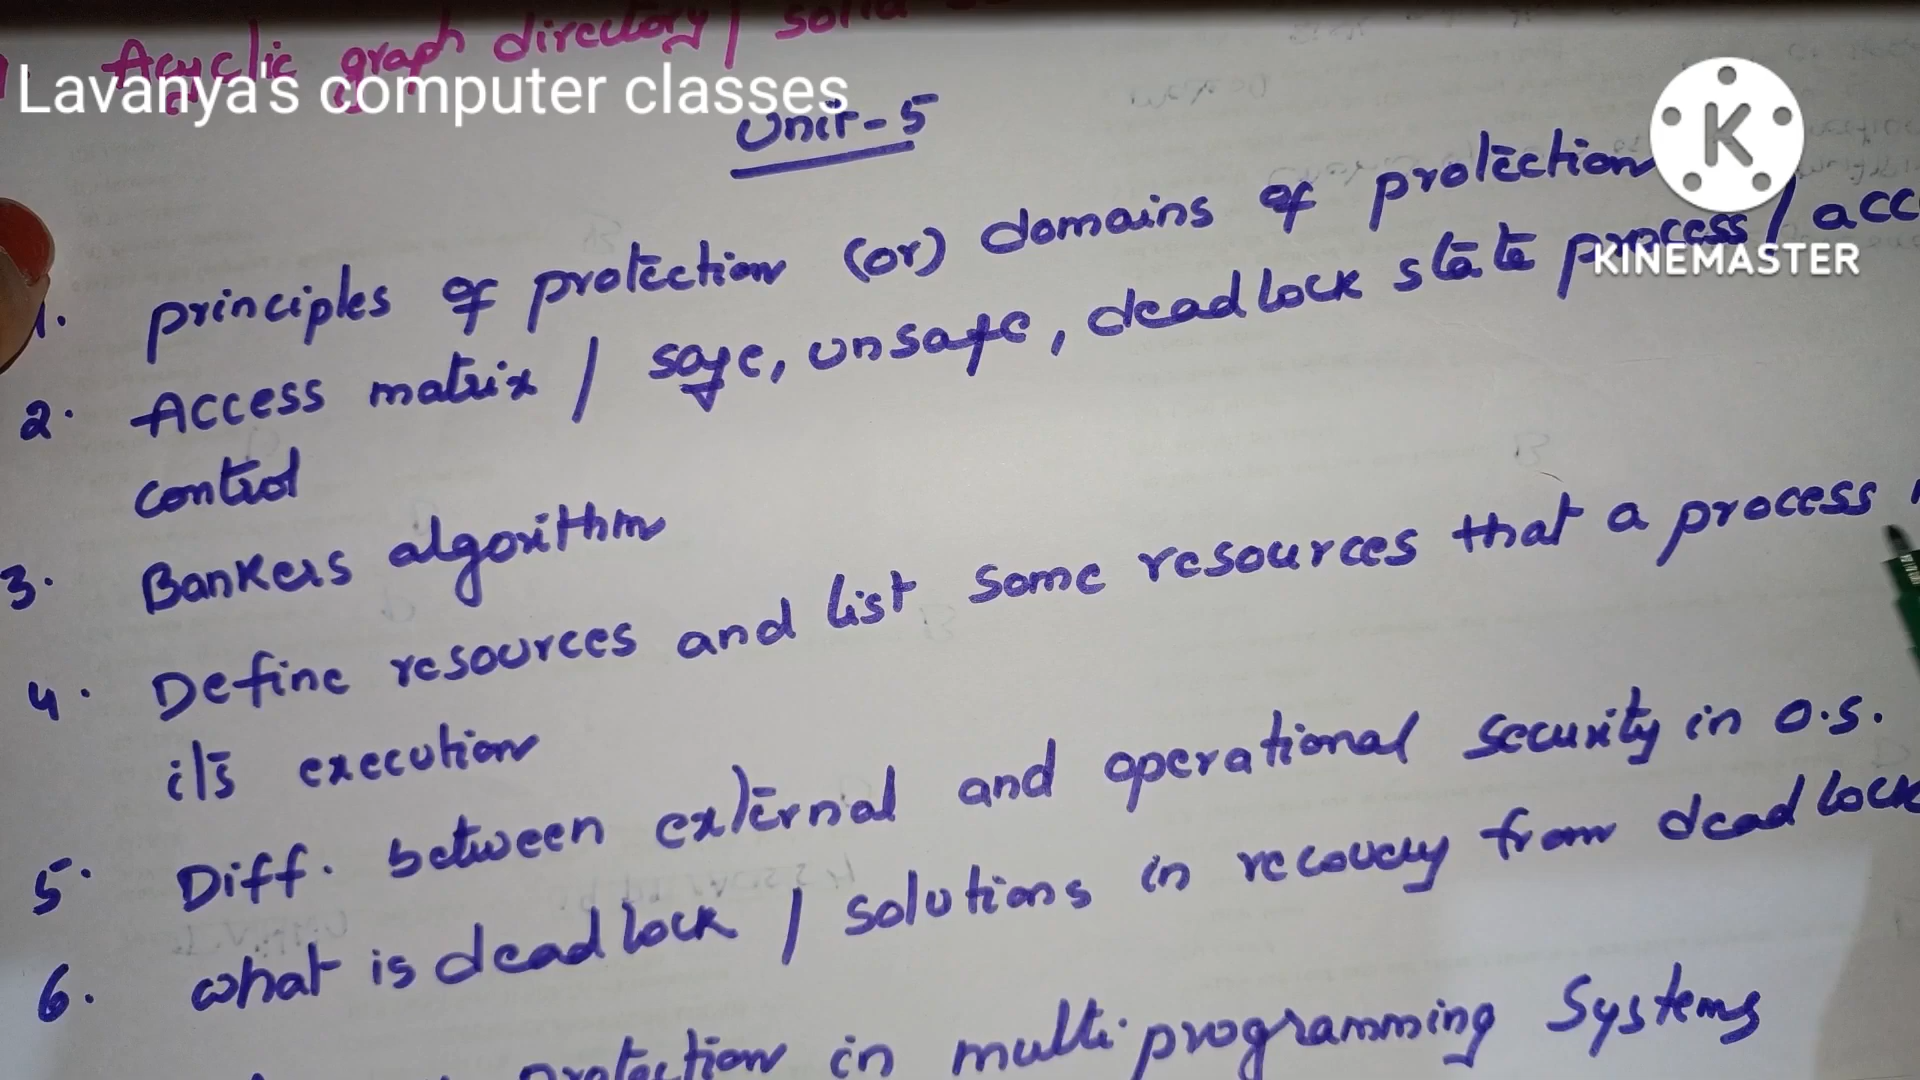 Acyclic graph directory /
Lavanya's computer classes
Unit-5
1. principles of protection (or) domains of protection
2. Access matrix / safe, unsafe, deadlock state process /
control
3. Bankers algorithm
4. Define resources and list some resources that a process
its execution
5. Diff. between external and operational security in O.S.
6. what is deadlock / solutions in recovery from deadlock
protection in multi programming Systems
K
KINEMASTER